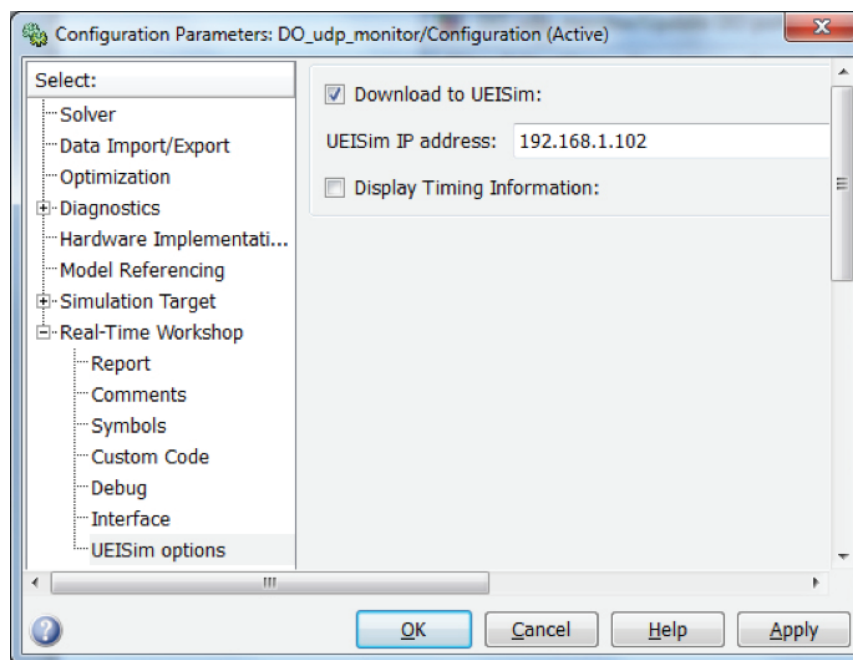 Configuration Parameters: DO_udp_monitor/Configuration (Active)
Select:
Solver
Data Import/Export
Optimization
Diagnostics
Hardware Implementati...
Model Referencing
Simulation Target
Real-Time Workshop
Report
Comments
Symbols
Custom Code
Debug
Interface
UEISim options
Download to UEISim:
UEISim IP address: 192.168.1.102
Display Timing Information:
OK Cancel Help Apply